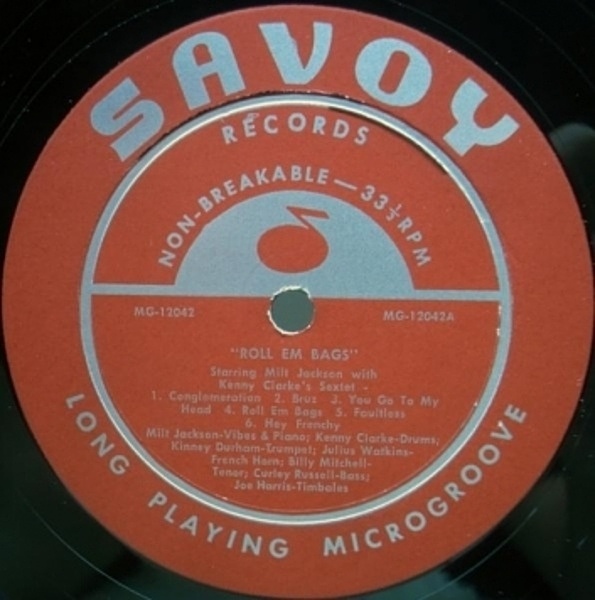 SAVOY
RECORDS
NON-BREAKABLE — 33⅓ RPM
MG-12042
MG-12042A
"ROLL EM BAGS"
Starring Milt Jackson with
Kenny Clarke's Sextet -
1. Conglomeration 2. Bruz 3. You Go To My
Head 4. Roll Em Bags 5. Foultless
6. Hey Frenchy
Milt Jackson-Vibes & Piano; Kenny Clarke-Drums;
Kinney Durham-Trumpet; Julius Watkins-
French Horn; Billy Mitchell-
Tenor; Curley Russell-Bass;
Joe Harris-Timbales
LONG PLAYING MICROGROOVE